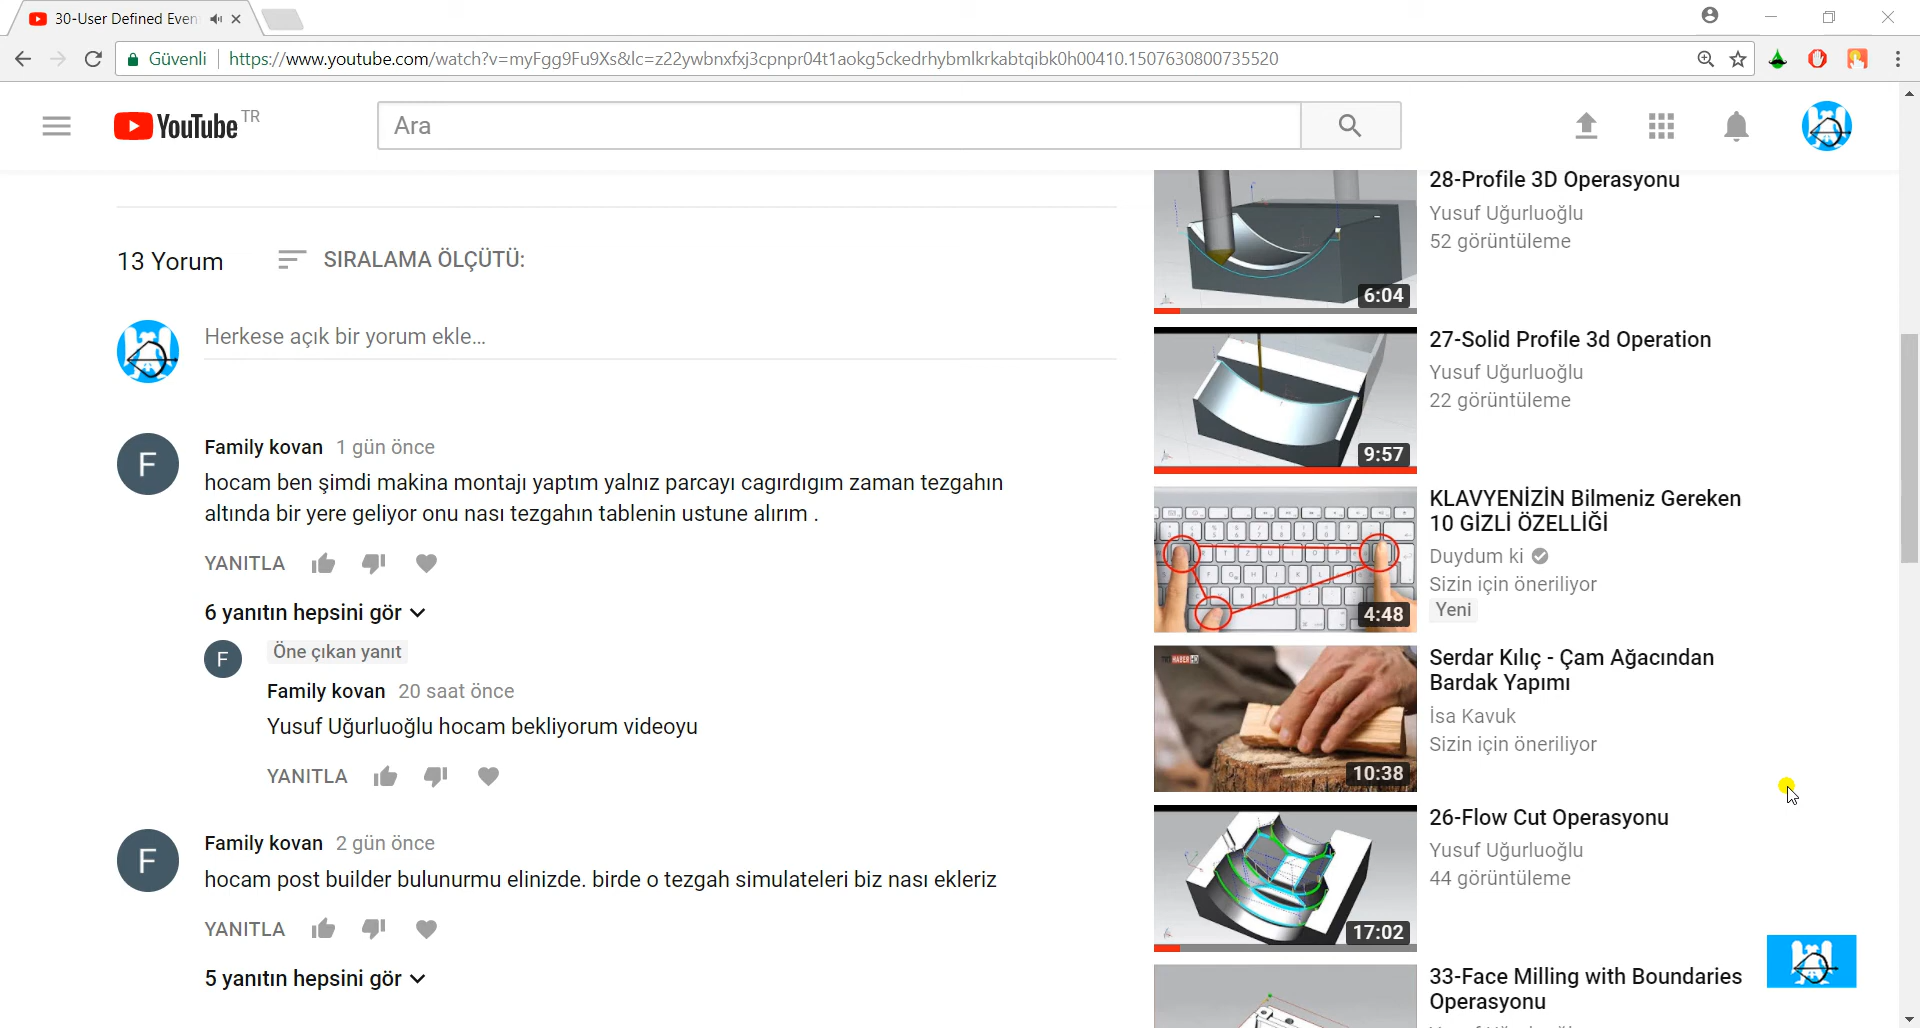 30-User Defined Even
Güvenli
https://www.youtube.com/watch?v=myFgg9Fu9Xs&lc=z22ywbnxfxj3cpnpr04t1aokg5ckedrhybmlkrkabtqibk0h00410.1507630800735520
YouTube TR
Ara
13 Yorum
SIRALAMA ÖLÇÜTÜ:
Herkese açık bir yorum ekle...
F
Family kovan 1 gün önce
hocam ben şimdi makina montajı yaptım yalnız parcayı cagırdıgım zaman tezgahın
altında bir yere geliyor onu nası tezgahın tablenin ustune alırım .
YANITLA
6 yanıtın hepsini gör
F
Öne çıkan yanıt
Family kovan 20 saat önce
Yusuf Uğurluoğlu hocam bekliyorum videoyu
YANITLA
F
Family kovan 2 gün önce
hocam post builder bulunurmu elinizde. birde o tezgah simulateleri biz nası ekleriz
YANITLA
5 yanıtın hepsini gör
6:04
28-Profile 3D Operasyonu
Yusuf Uğurluoğlu
52 görüntüleme
9:57
27-Solid Profile 3d Operation
Yusuf Uğurluoğlu
22 görüntüleme
4:48
KLAVYENİZİN Bilmeniz Gereken
10 GİZLİ ÖZELLİĞİ
Duydum ki
Sizin için öneriliyor
Yeni
10:38
Serdar Kılıç - Çam Ağacından
Bardak Yapımı
İsa Kavuk
Sizin için öneriliyor
17:02
26-Flow Cut Operasyonu
Yusuf Uğurluoğlu
44 görüntüleme
33-Face Milling with Boundaries
Operasyonu